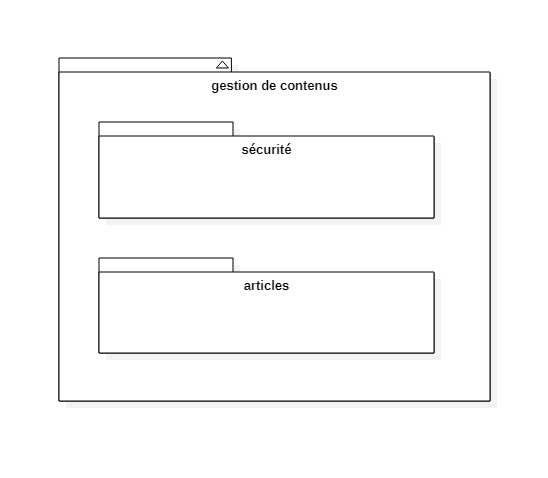 gestion de contenus
sécurité
articles